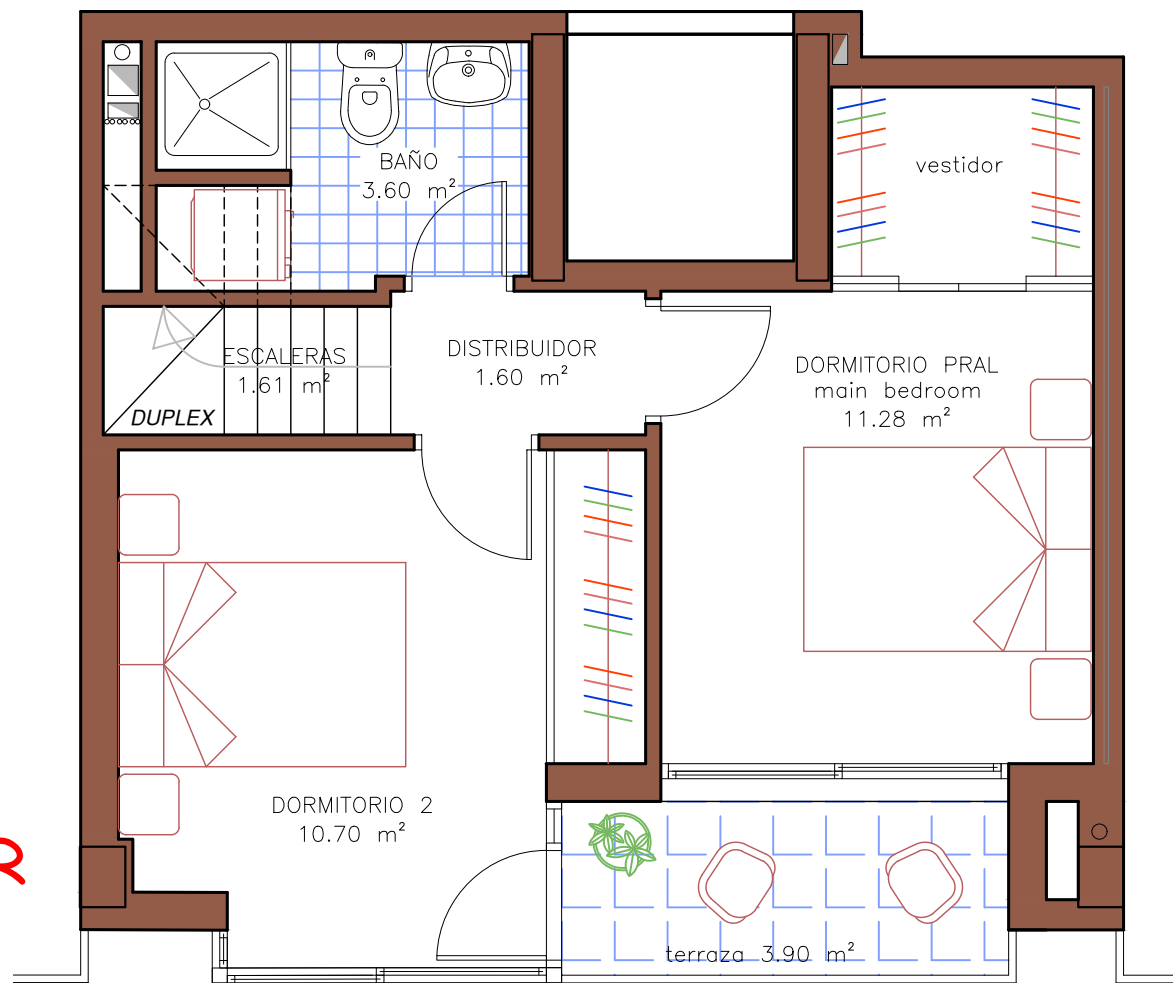 BAÑO
3.60 m²
vestidor
ESCALERAS
1.61 m²
DUPLEX
DISTRIBUIDOR
1.60 m²
DORMITORIO PRAL
main bedroom
11.28 m²
DORMITORIO 2
10.70 m²
R
terraza 3.90 m²